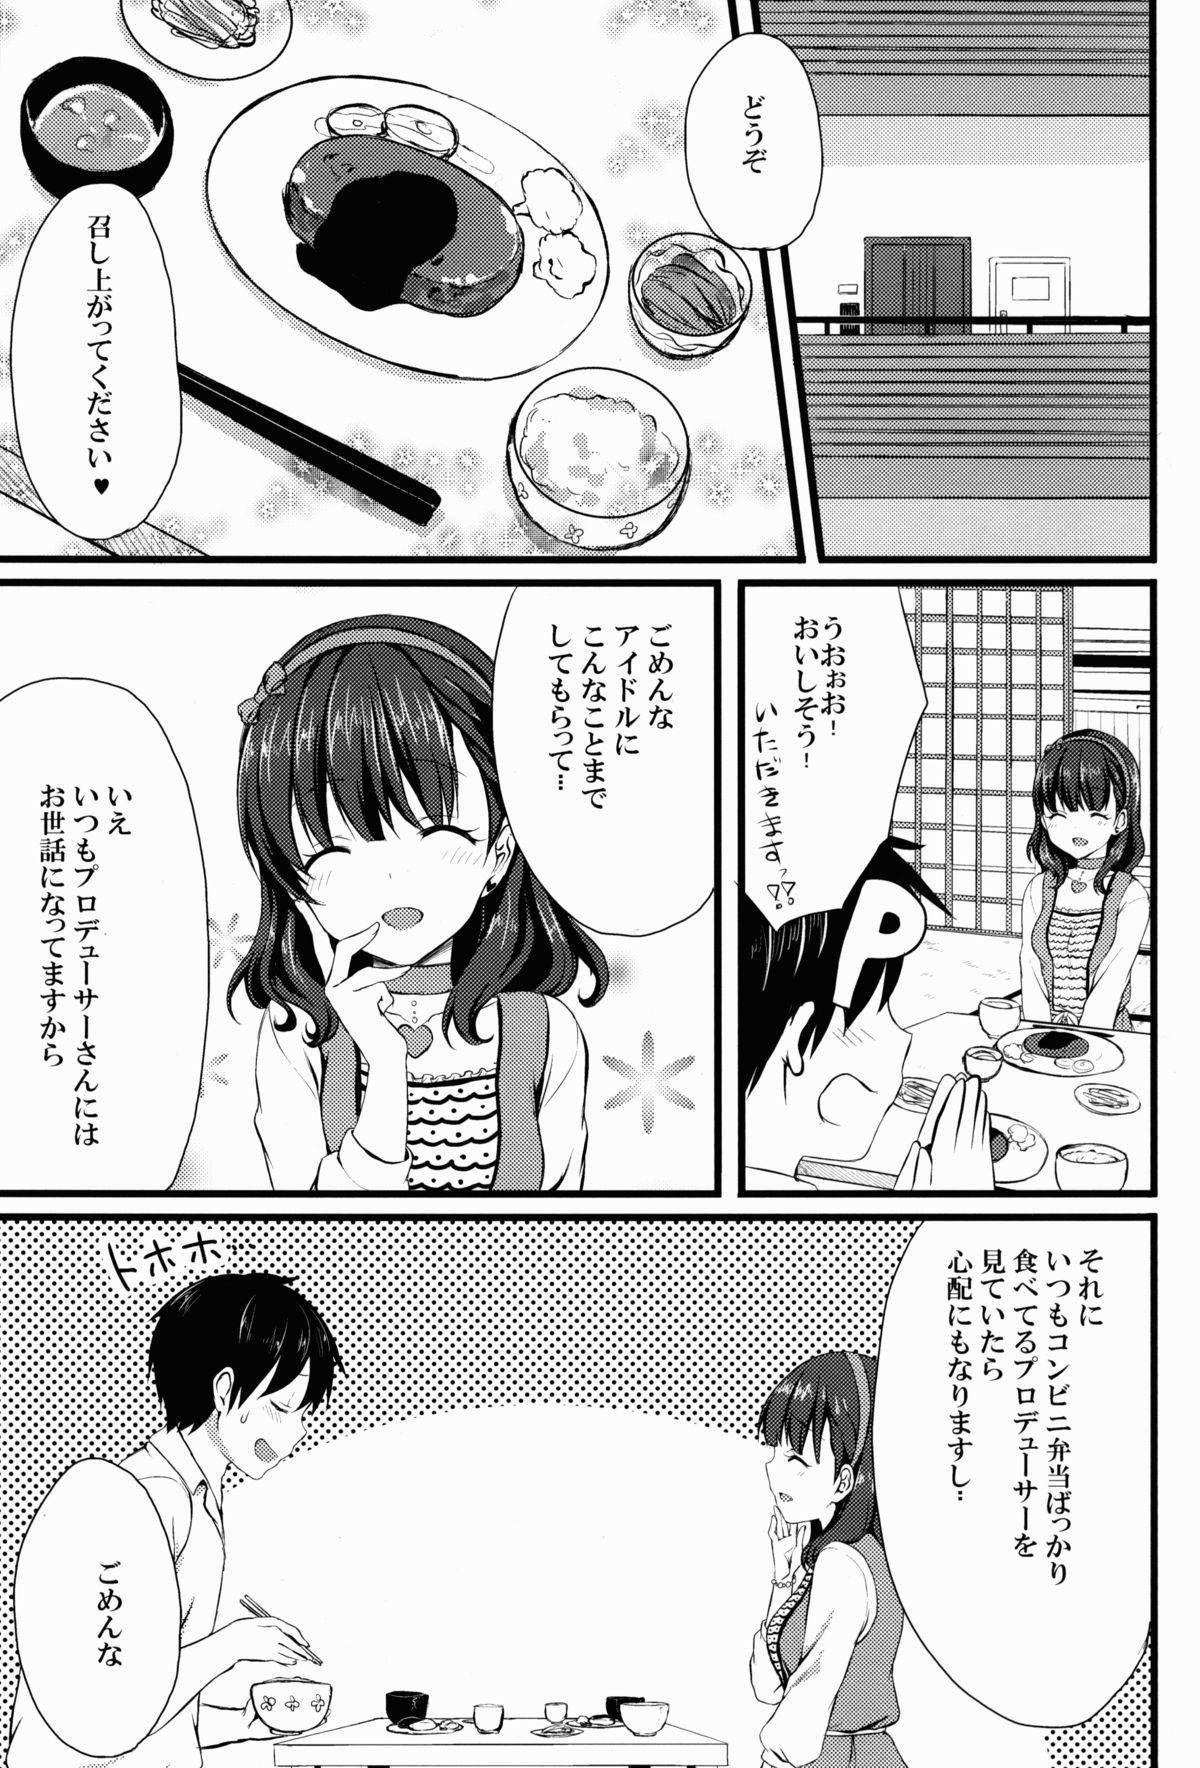 どうぞ
召し上がってください♥
うおぉお!
おいしそう!
いただきますっ!!
P
ごめんな
アイドルに
こんなことまで
してもらって…
いえ
いつもプロデューサーさんには
お世話になってますから
それに
いつもコンビニ弁当ばっかり
食べてるプロデューサーを
見ていたら
心配にもなりますし…
トホホ…
ごめんな